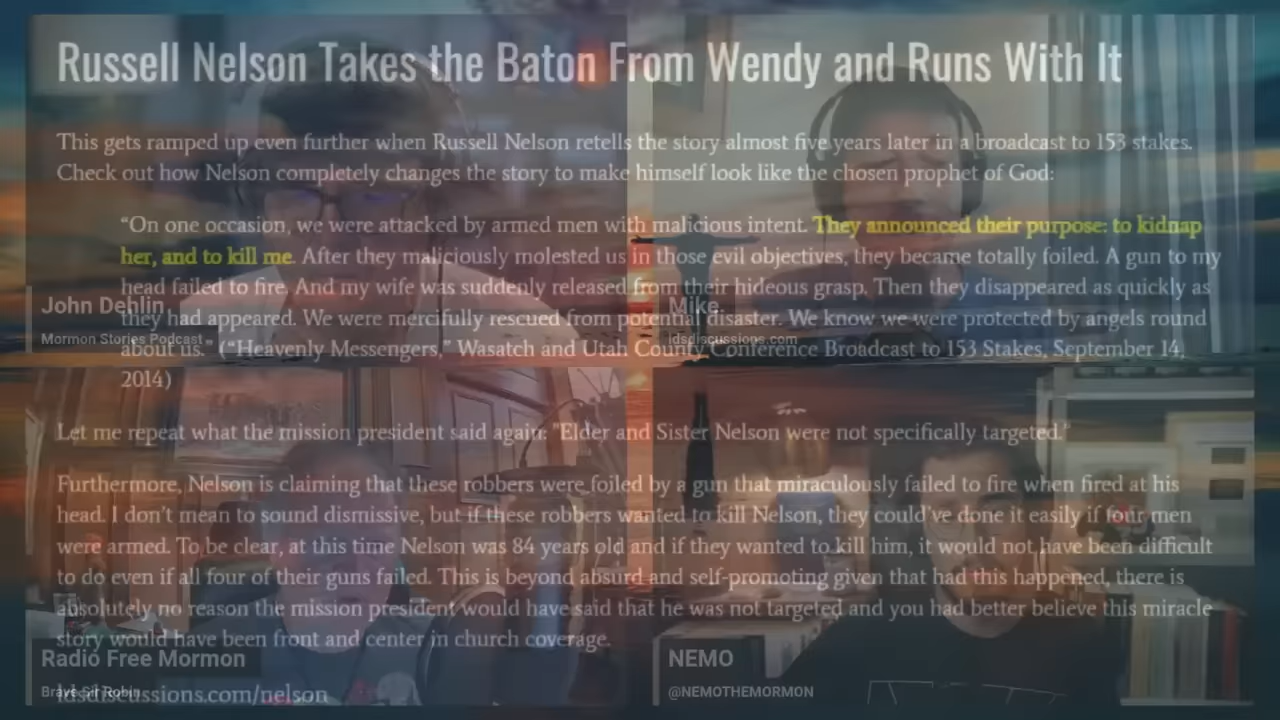 Russell Nelson Takes the Baton From Wendy and Runs With It
This gets ramped up even further when Russell Nelson retells the story almost five years later in a broadcast to 153 stakes.
Check out how Nelson completely changes the story to make himself look like the chosen prophet of God:
“On one occasion, we were attacked by armed men with malicious intent. They announced their purpose: to kidnap
her, and to kill me. After they maliciously molested us in those evil objectives, they became totally foiled. A gun to my
head failed to fire. And my wife was suddenly released from their hideous grasp. Then they disappeared as quickly as
they had appeared. We were mercifully rescued from potential disaster. We know we were protected by angels round
about us.” (“Heavenly Messengers,” Wasatch and Utah County Conference Broadcast to 153 Stakes, September 14,
2014)
Let me repeat what the mission president said again: "Elder and Sister Nelson were not specifically targeted."
Furthermore, Nelson is claiming that these robbers were foiled by a gun that miraculously failed to fire when fired at his
head. I don't mean to sound dismissive, but if these robbers wanted to kill Nelson, they could've done it easily if four men
were armed. To be clear, at this time Nelson was 84 years old and if they wanted to kill him, it would not have been difficult
to do even if all four of their guns failed. This is beyond absurd and self-promoting given that had this happened, there is
absolutely no reason the mission president would have said that he was not targeted and you had better believe this miracle
story would have been front and center in church coverage.
ldsdiscussions.com/nelson
John Dehlin
Mormon Stories Podcast
Mike
ldsdiscussions.com
Radio Free Mormon
Brave Sir Robin
NEMO
@NEMOTHEMORMON